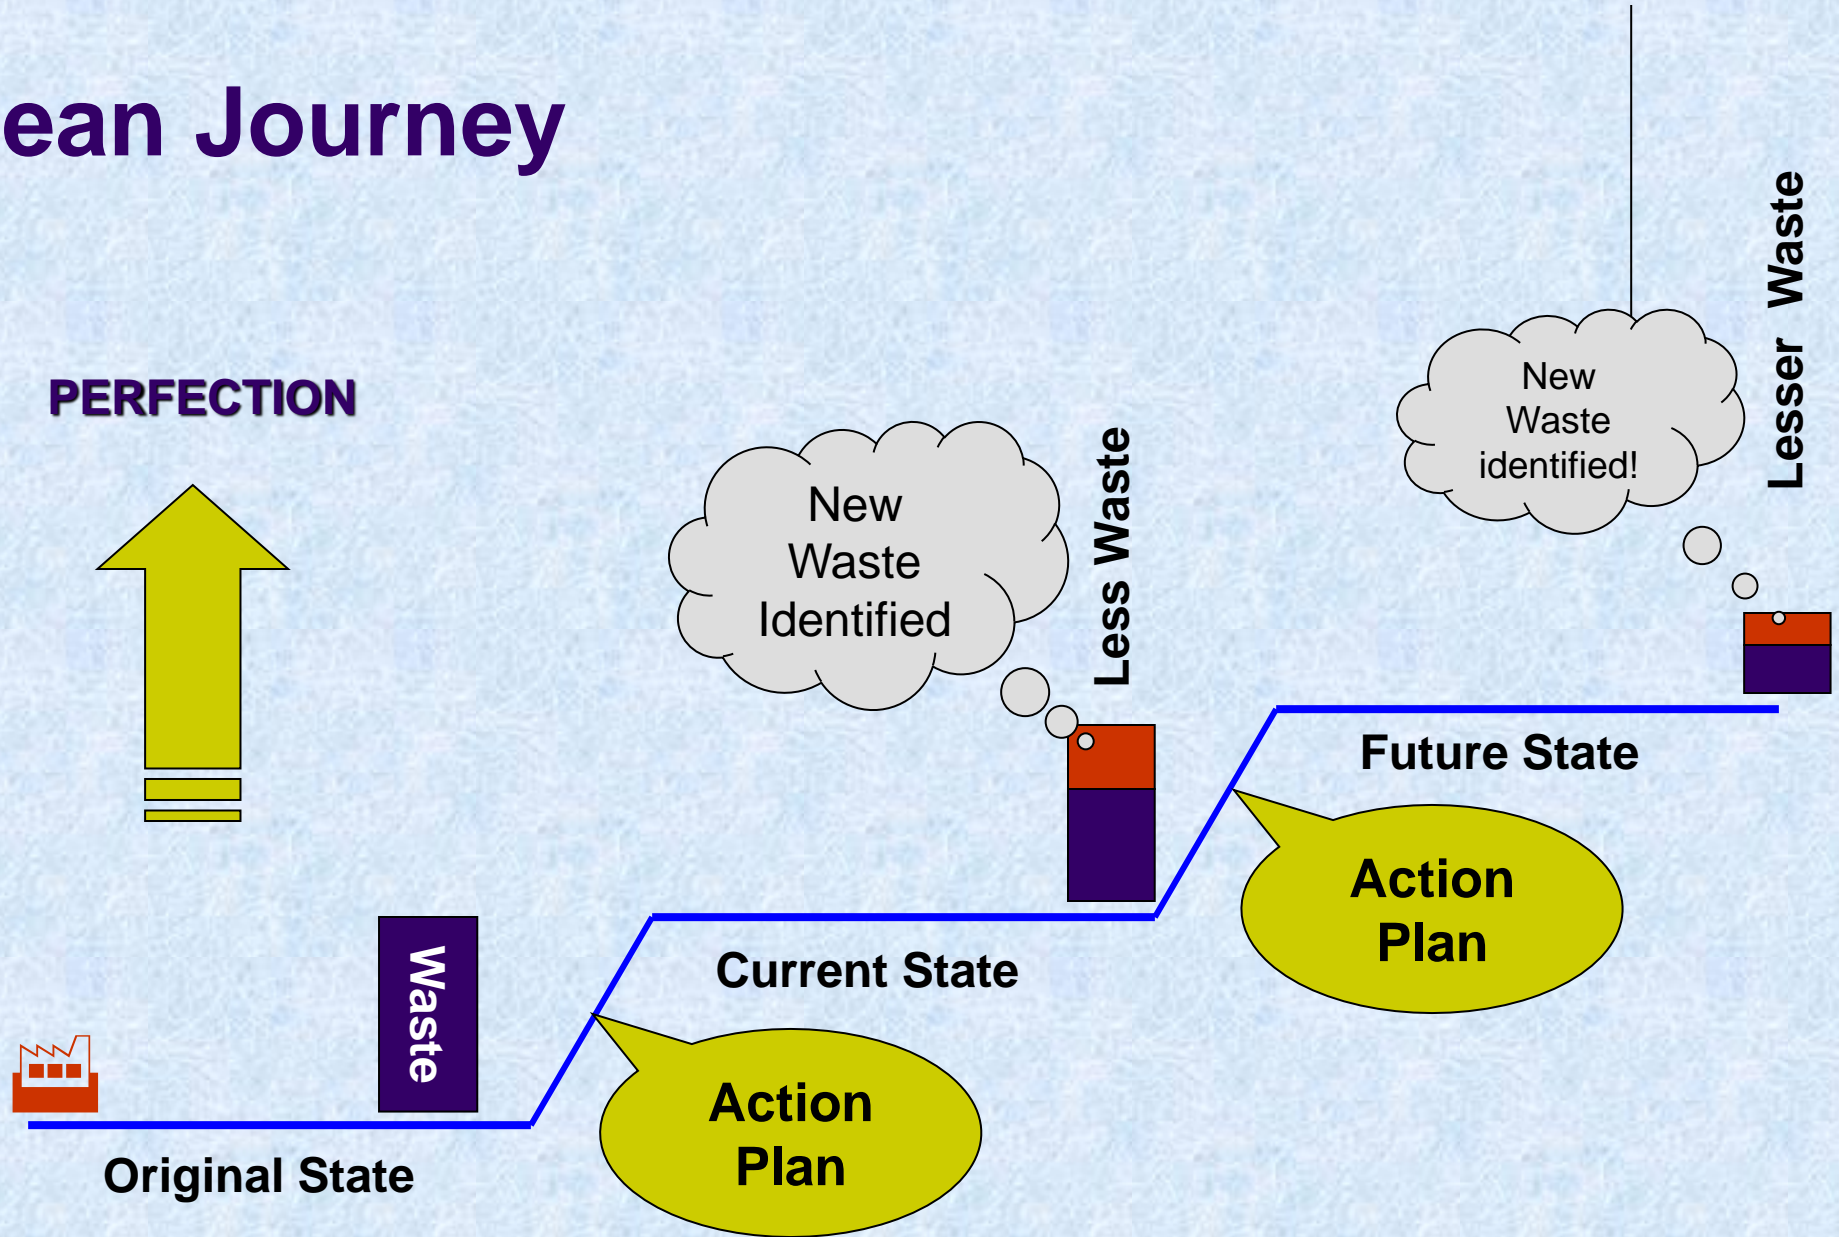 ean Journey
PERFECTION
New
Waste
identified!
Lesser Waste
New
Waste
Identified
Less Waste
Future State
Action
Plan
Waste
Current State
Action
Plan
Original State